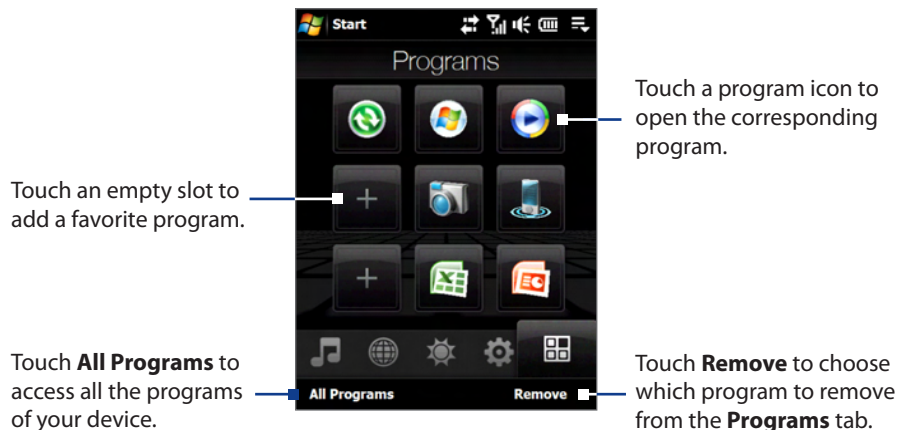 Start
Programs
Touch a program icon to
open the corresponding
program.
Touch an empty slot to
add a favorite program.
Touch All Programs to
access all the programs
of your device.
All Programs
Remove
Touch Remove to choose
which program to remove
from the Programs tab.